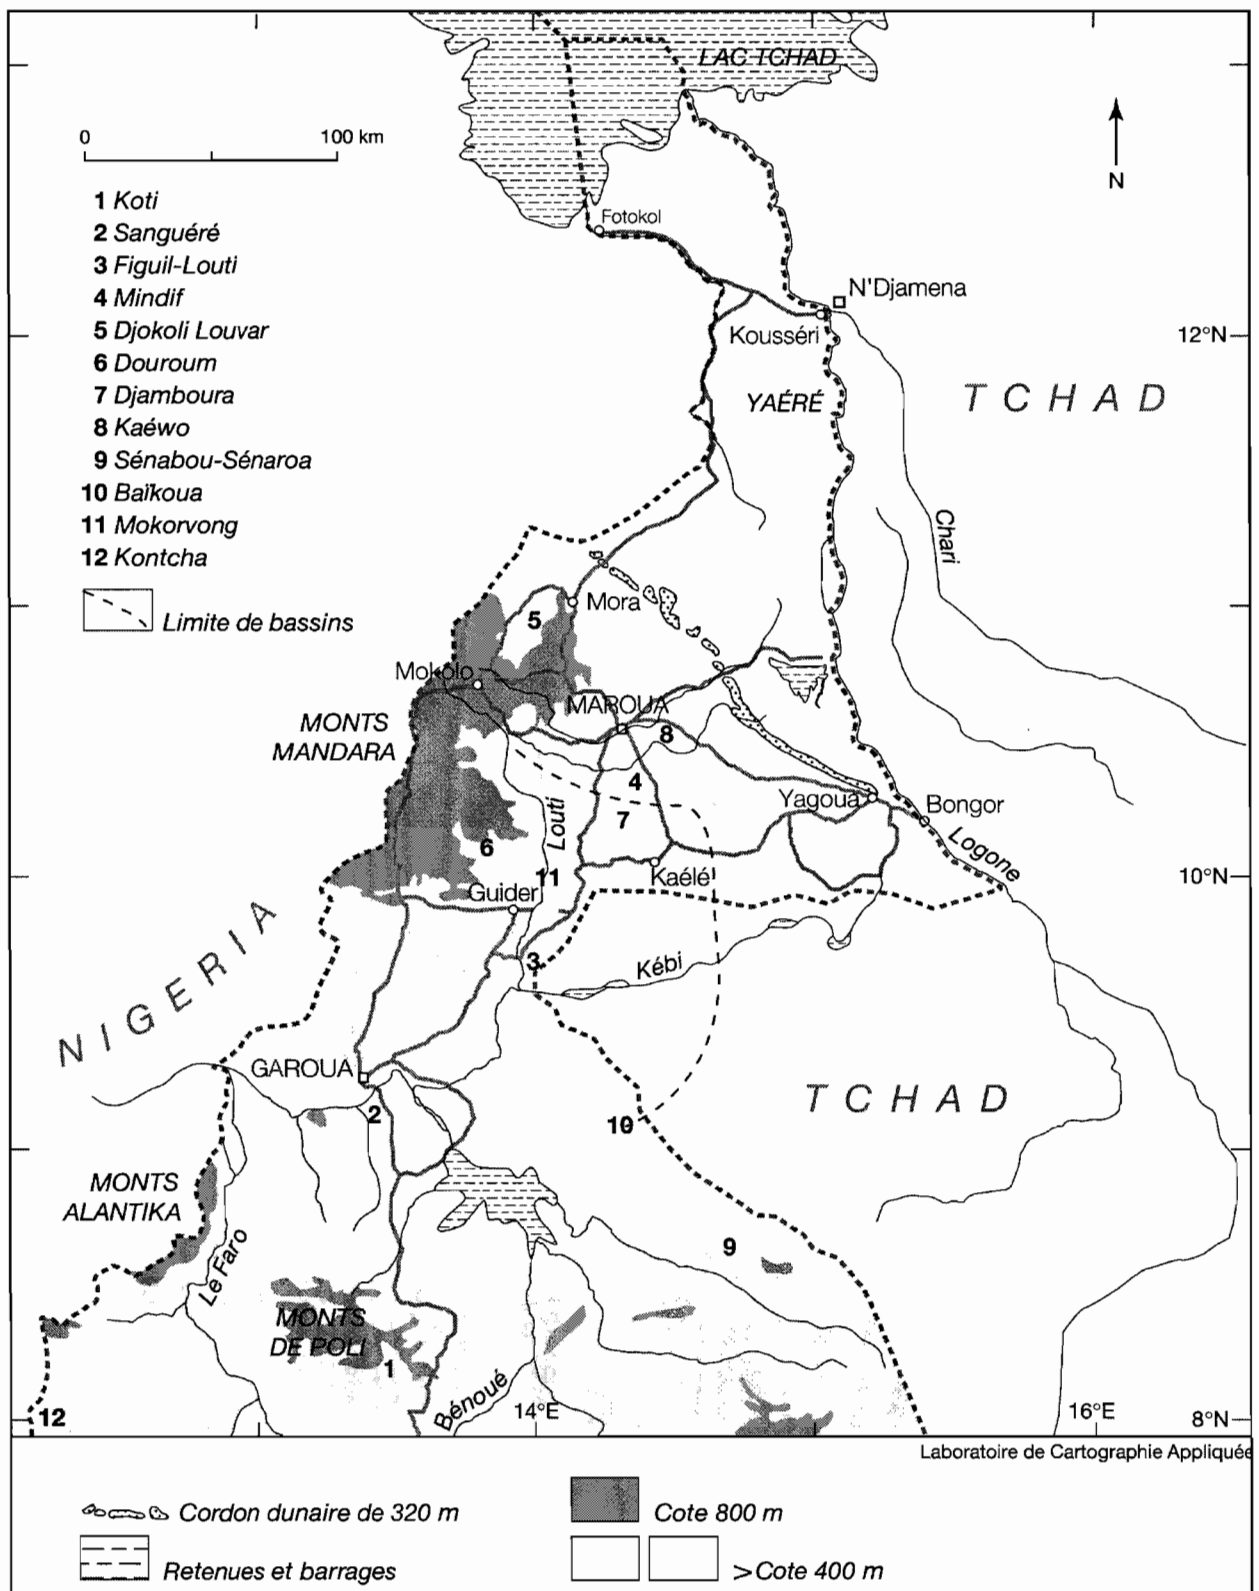 LAC TCHAD
0 100 km
N
1 Koti
2 Sanguéré
3 Figuil-Louti
4 Mindif
5 Djokoli Louvar
6 Douroum
7 Djamboura
8 Kaéwo
9 Sénabou-Sénaroa
10 Baïkoua
11 Mokorvong
12 Kontcha
Limite de bassins
Fotokol
N'Djamena
Kousséri
12°N
YAÉRÉ
TCHAD
Chari
Mora
5
Mokolo
MAROUA
MONTS
MANDARA
8
4
Yagoua
Bongor
7
Louti
Logone
6
11
Kaélé
10°N
Guider
NIGERIA
3
Kébi
GAROUA
TCHAD
2
10
MONTS
ALANTIKA
9
Le Faro
MONTS
DE POLI
1
Bénoué
12
14°E
16°E
8°N
Laboratoire de Cartographie Appliquée
Cordon dunaire de 320 m
Cote 800 m
Retenues et barrages
>Cote 400 m